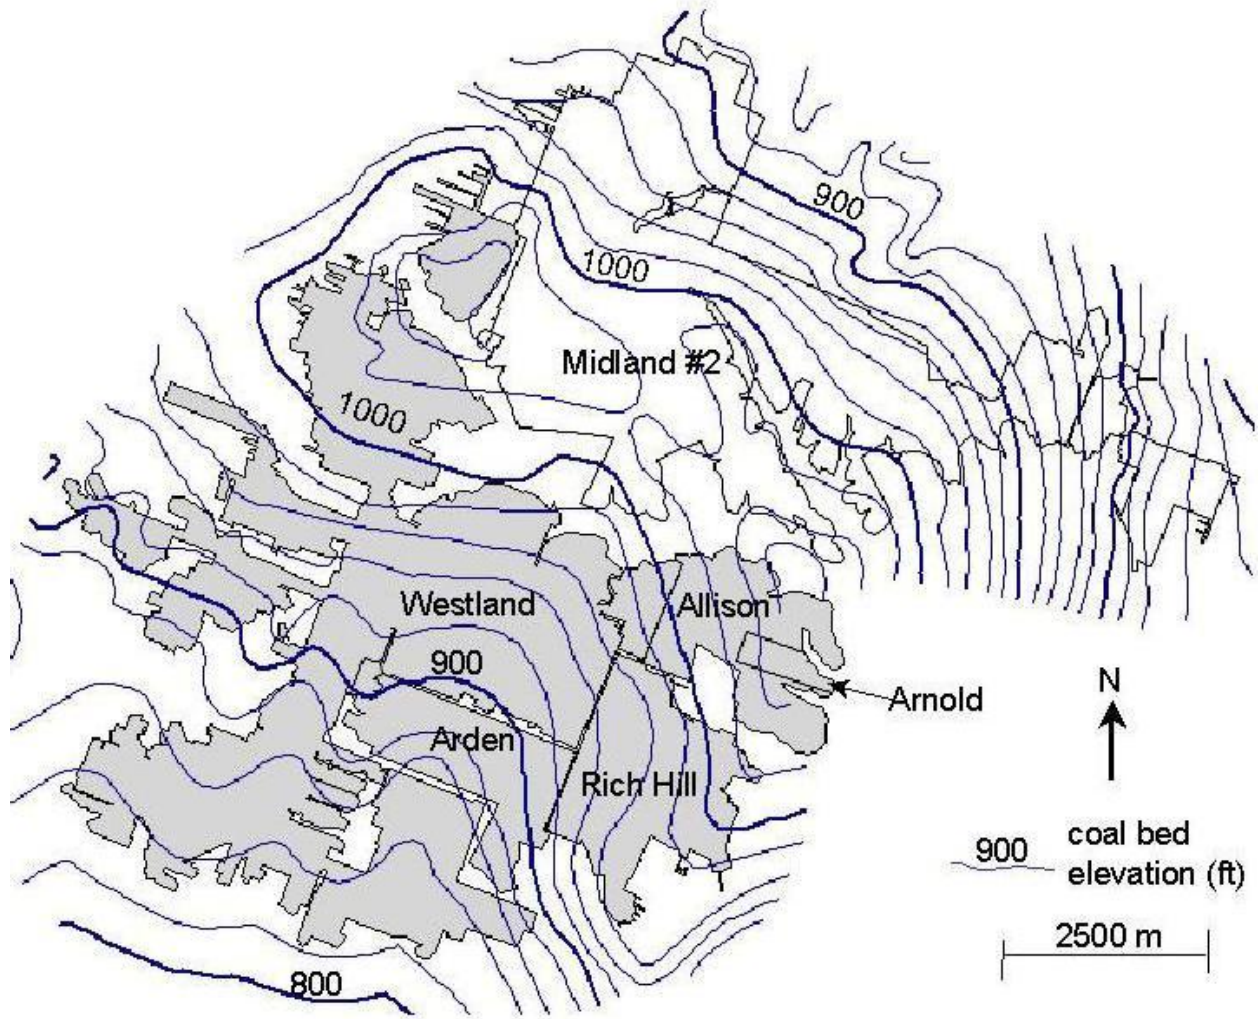 900
1000
Midland #2
1000
Westland
Allison
900
Arnold
N
Arden
Rich Hill
900
coal bed
elevation (ft)
2500 m
800